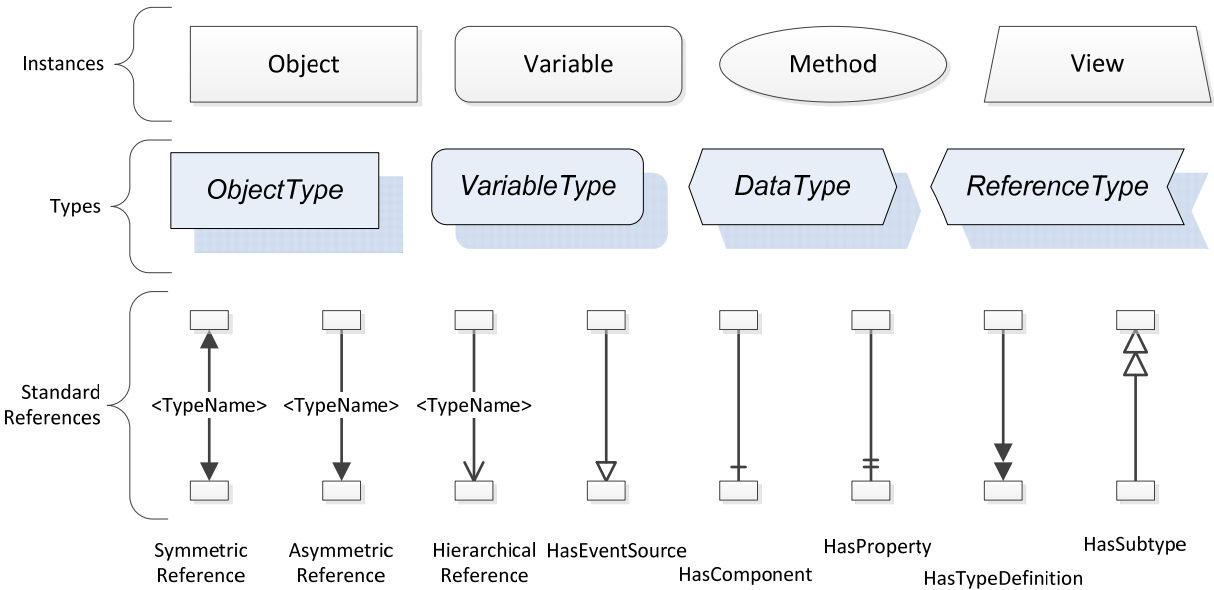 Instances
Object
Variable
Method
View
Types
ObjectType
VariableType
DataType
ReferenceType
Standard
References
<TypeName>
<TypeName>
<TypeName>
Symmetric
Reference
Asymmetric
Reference
Hierarchical
Reference
HasEventSource
HasComponent
HasProperty
HasTypeDefinition
HasSubtype